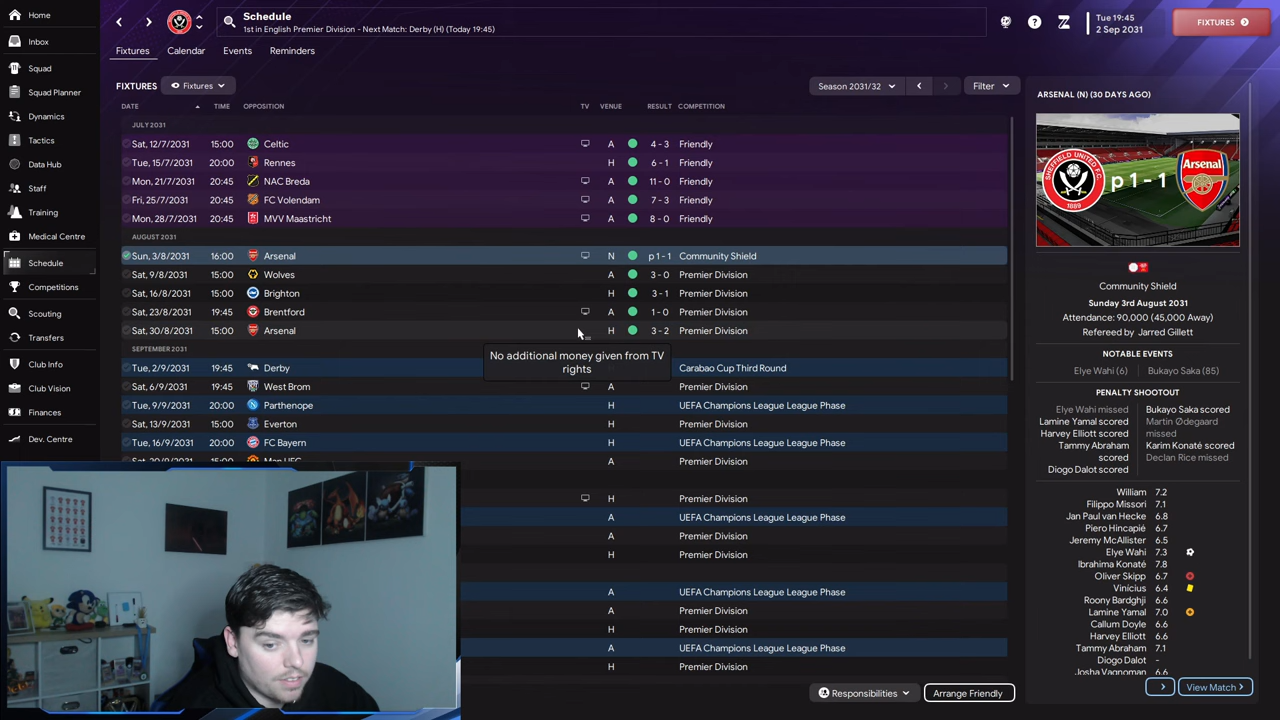 Home
Inbox
Squad
Squad Planner
Dynamics
Tactics
Data Hub
Staff
Training
Medical Centre
Schedule
Competitions
Scouting
Transfers
Club Info
Club Vision
Finances
Dev. Centre
Schedule
1st in English Premier Division - Next Match: Derby (H) (Today 19:45)
Tue 19:45
2 Sep 2031
FIXTURES
Fixtures Calendar Events Reminders
FIXTURES Fixtures Season 2031/32 Filter
DATE TIME OPPOSITION TV VENUE RESULT COMPETITION
JULY 2031
Sat, 12/7/2031 15:00 Celtic A 4 - 3 Friendly
Tue, 15/7/2031 20:00 Rennes H 6 - 1 Friendly
Mon, 21/7/2031 20:45 NAC Breda A 11 - 0 Friendly
Fri, 25/7/2031 20:45 FC Volendam A 7 - 3 Friendly
Mon, 28/7/2031 20:45 MVV Maastricht A 8 - 0 Friendly
AUGUST 2031
Sun, 3/8/2031 16:00 Arsenal N p 1 - 1 Community Shield
Sat, 9/8/2031 15:00 Wolves A 3 - 0 Premier Division
Sat, 16/8/2031 15:00 Brighton H 3 - 1 Premier Division
Sat, 23/8/2031 19:45 Brentford A 1 - 0 Premier Division
Sat, 30/8/2031 15:00 Arsenal H 3 - 2 Premier Division
SEPTEMBER 2031
No additional money given from TV
rights
Tue, 2/9/2031 19:45 Derby Carabao Cup Third Round
Sat, 6/9/2031 19:45 West Brom A Premier Division
Tue, 9/9/2031 20:00 Parthenope H UEFA Champions League League Phase
Sat, 13/9/2031 15:00 Everton H Premier Division
Tue, 16/9/2031 20:00 FC Bayern H UEFA Champions League League Phase
H Premier Division
H Premier Division
A UEFA Champions League League Phase
A Premier Division
H Premier Division
A UEFA Champions League League Phase
A Premier Division
H Premier Division
A UEFA Champions League League Phase
H Premier Division
Responsibilities Arrange Friendly
ARSENAL (N) (30 DAYS AGO)
SHEFFIELD UNITED F.C.
1889
p 1 - 1
Arsenal
Community Shield
Sunday 3rd August 2031
Attendance: 90,000 (45,000 Away)
Refereed by Jarred Gillett
NOTABLE EVENTS
Elye Wahi (6) Bukayo Saka (85)
PENALTY SHOOTOUT
Elye Wahi missed
Lamine Yamal scored
Harvey Elliott scored
Tammy Abraham
scored
Diogo Dalot scored
Bukayo Saka scored
Martin Ødegaard
missed
Karim Konaté scored
Declan Rice missed
William 7.2
Filippo Missori 7.1
Jan Paul van Hecke 6.8
Piero Hincapié 6.7
Jeremy McAllister 6.5
Elye Wahi 7.3
Ibrahima Konaté 7.8
Oliver Skipp 6.7
Vinícius 6.4
Roony Bardghji 6.6
Lamine Yamal 7.0
Callum Doyle 6.6
Harvey Elliott 6.6
Tammy Abraham 7.1
Diogo Dalot -
Josha Vagnoman 6.6
View Match